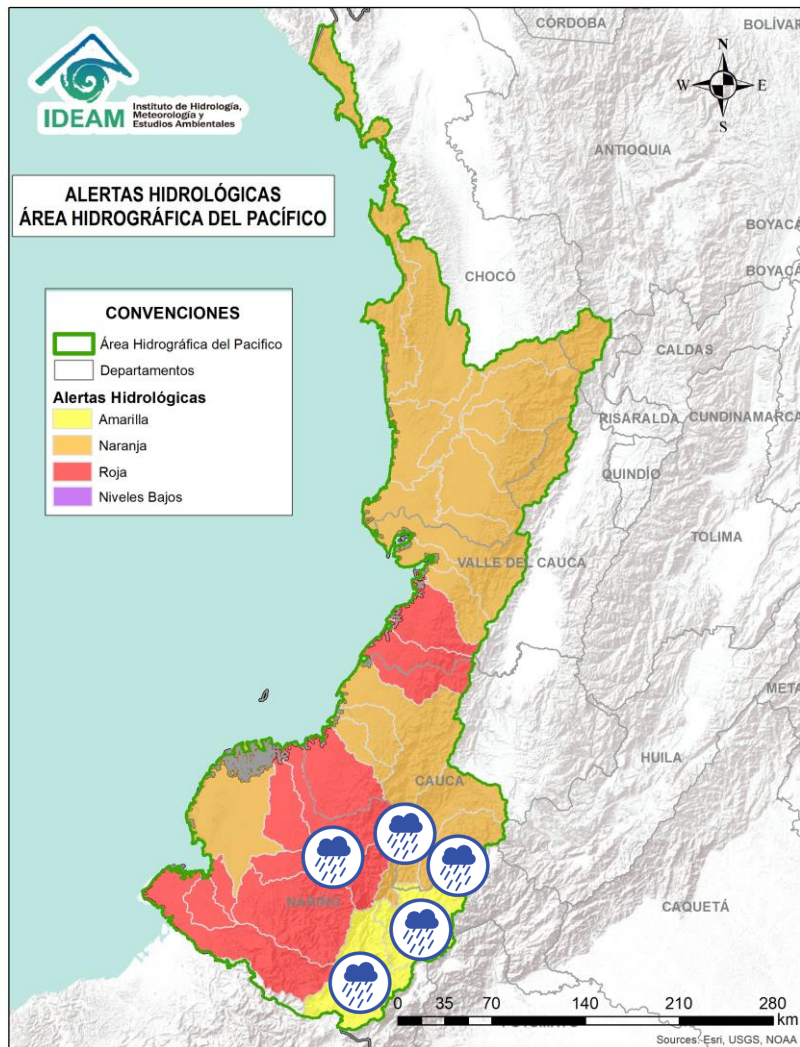 IDEAM
Instituto de Hidrología,
Meteorología y
Estudios Ambientales
CÓRDOBA
BOLÍVAR
N
W
E
S
ANTIOQUIA
ALERTAS HIDROLÓGICAS
ÁREA HIDROGRÁFICA DEL PACÍFICO
BOYACÁ
BOYACÁ
CHOCÓ
CONVENCIONES
Área Hidrográfica del Pacifico
Departamentos
Alertas Hidrológicas
Amarilla
Naranja
Roja
Niveles Bajos
CALDAS
RISARALDA
CUNDINAMARCA
QUINDÍO
TOLIMA
VALLE DEL CAUCA
META
HUILA
CAUCA
NARIÑO
CAQUETÁ
0 35 70 140 210 280
km
Sources: Esri, USGS, NOAA